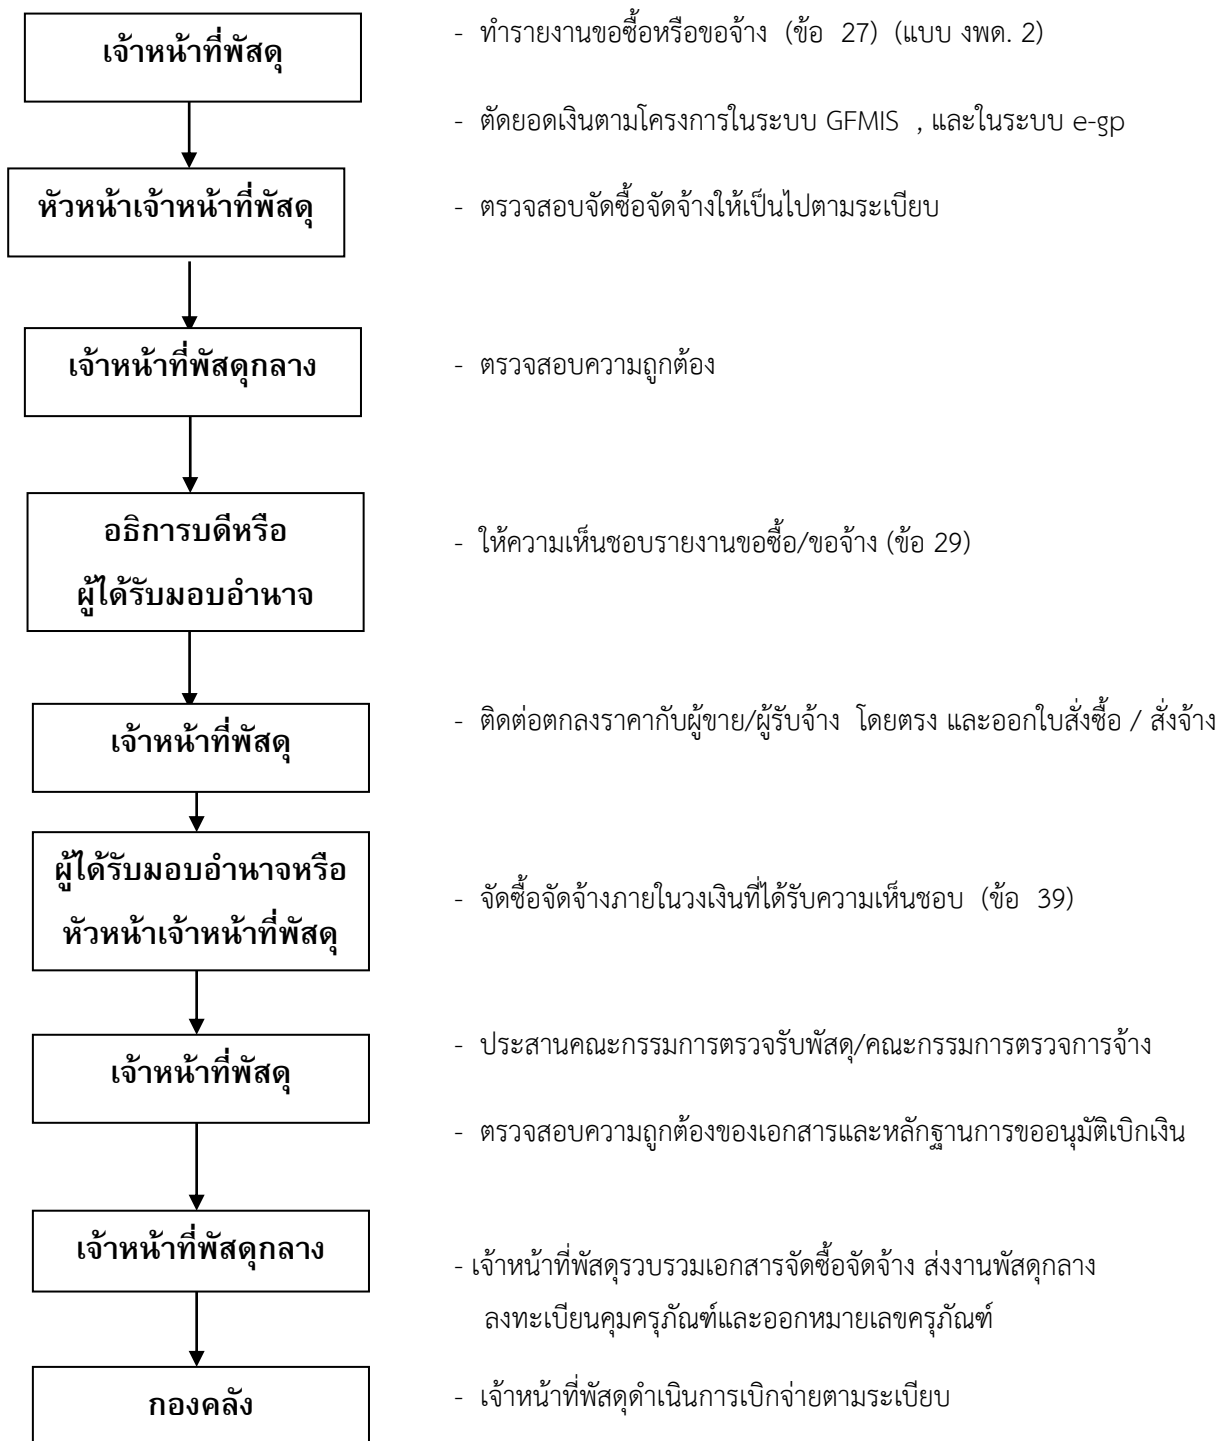 เจ้าหน้าที่พัสดุ
- ทำรายงานขอซื้อหรือขอจ้าง (ข้อ 27) (แบบ งพด. 2)
- ตัดยอดเงินตามโครงการในระบบ GFMIS , และในระบบ e-gp
หัวหน้าเจ้าหน้าที่พัสดุ
- ตรวจสอบจัดซื้อจัดจ้างให้เป็นไปตามระเบียบ
เจ้าหน้าที่พัสดุกลาง
- ตรวจสอบความถูกต้อง
อธิการบดีหรือ
ผู้ได้รับมอบอำนาจ
- ให้ความเห็นชอบรายงานขอซื้อ/ขอจ้าง (ข้อ 29)
เจ้าหน้าที่พัสดุ
- ติดต่อตกลงราคากับผู้ขาย/ผู้รับจ้าง โดยตรง และออกใบสั่งซื้อ / สั่งจ้าง
ผู้ได้รับมอบอำนาจหรือ
หัวหน้าเจ้าหน้าที่พัสดุ
- จัดซื้อจัดจ้างภายในวงเงินที่ได้รับความเห็นชอบ (ข้อ 39)
เจ้าหน้าที่พัสดุ
- ประสานคณะกรรมการตรวจรับพัสดุ/คณะกรรมการตรวจการจ้าง
- ตรวจสอบความถูกต้องของเอกสารและหลักฐานการขออนุมัติเบิกเงิน
เจ้าหน้าที่พัสดุกลาง
- เจ้าหน้าที่พัสดุรวบรวมเอกสารจัดซื้อจัดจ้าง ส่งงานพัสดุกลาง
ลงทะเบียนคุมครุภัณฑ์และออกหมายเลขครุภัณฑ์
กองคลัง
- เจ้าหน้าที่พัสดุดำเนินการเบิกจ่ายตามระเบียบ